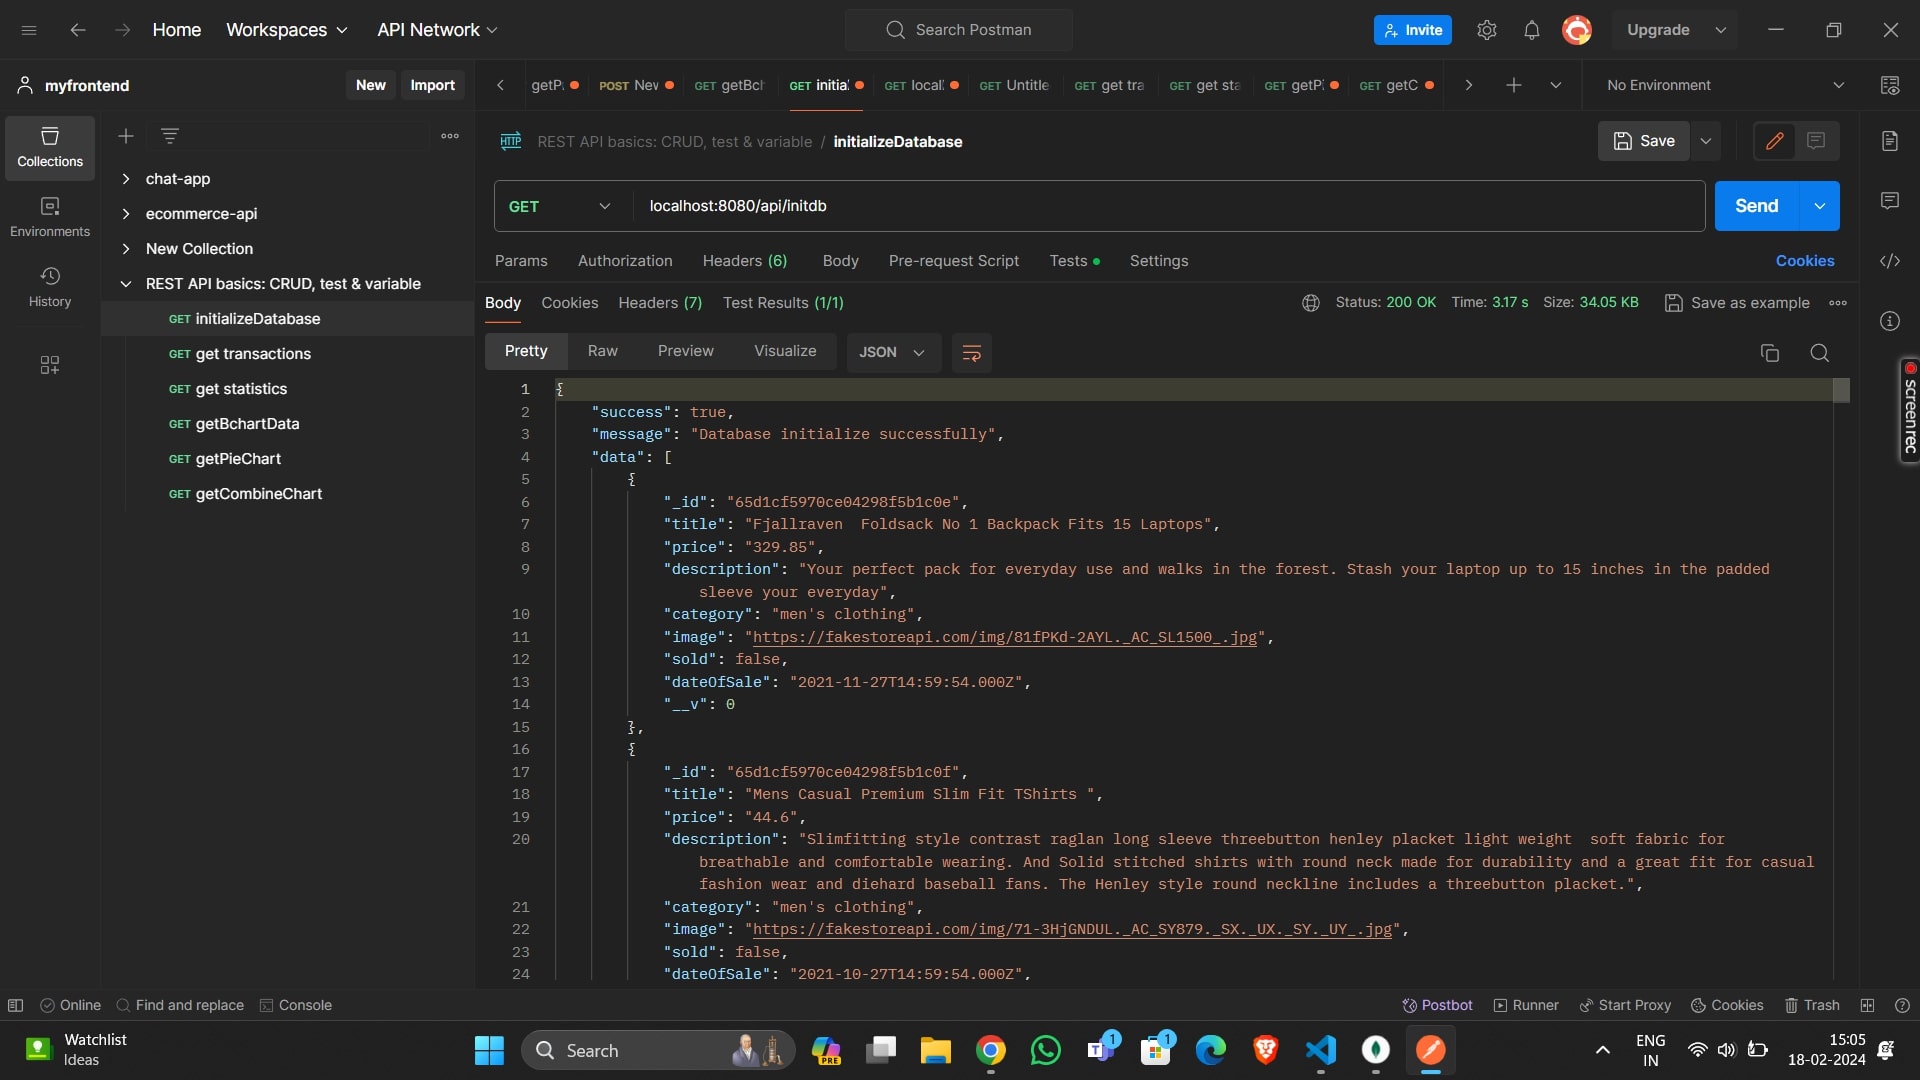 Home Workspaces API Network Search Postman Invite Upgrade
myfrontend New Import
getP POST Nev GET getBch GET initia GET local GET Untitle GET get tra GET get sta GET getPi GET getC No Environment
Collections
Environments
History
chat-app
ecommerce-api
New Collection
REST API basics: CRUD, test & variable
GET initializeDatabase
GET get transactions
GET get statistics
GET getBchartData
GET getPieChart
GET getCombineChart
HTTP REST API basics: CRUD, test & variable / initializeDatabase Save
GET localhost:8080/api/initdb Send
Params Authorization Headers (6) Body Pre-request Script Tests Settings Cookies
Body Cookies Headers (7) Test Results (1/1) Status: 200 OK Time: 3.17 s Size: 34.05 KB Save as example
Pretty Raw Preview Visualize JSON
1 {
2 "success": true,
3 "message": "Database initialize successfully",
4 "data": [
5 {
6 "_id": "65d1cf5970ce04298f5b1c0e",
7 "title": "Fjallraven  Foldsack No 1 Backpack Fits 15 Laptops",
8 "price": "329.85",
9 "description": "Your perfect pack for everyday use and walks in the forest. Stash your laptop up to 15 inches in the padded
sleeve your everyday",
10 "category": "men's clothing",
11 "image": "https://fakestoreapi.com/img/81fPKd-2AYL._AC_SL1500_.jpg",
12 "sold": false,
13 "dateOfSale": "2021-11-27T14:59:54.000Z",
14 "__v": 0
15 },
16 {
17 "_id": "65d1cf5970ce04298f5b1c0f",
18 "title": "Mens Casual Premium Slim Fit TShirts ",
19 "price": "44.6",
20 "description": "Slimfitting style contrast raglan long sleeve threebutton henley placket light weight  soft fabric for
breathable and comfortable wearing. And Solid stitched shirts with round neck made for durability and a great fit for casual
fashion wear and diehard baseball fans. The Henley style round neckline includes a threebutton placket.",
21 "category": "men's clothing",
22 "image": "https://fakestoreapi.com/img/71-3HjGNDUL._AC_SY879._SX._UX._SY._UY_.jpg",
23 "sold": false,
24 "dateOfSale": "2021-10-27T14:59:54.000Z",
screenrec
Online Find and replace Console Postbot Runner Start Proxy Cookies Trash
Watchlist
Ideas
Search
PRE
1
1
ENG
IN
15:05
18-02-2024